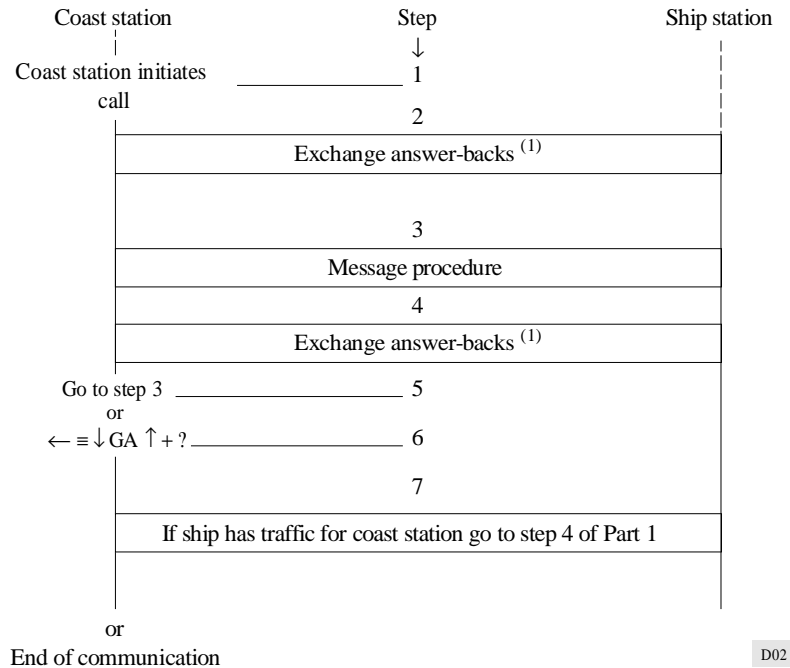 Coast station Step Ship station
↓
Coast station initiates 1
call
2
Exchange answer-backs (1)
3
Message procedure
4
Exchange answer-backs (1)
Go to step 3 5
or
← ≡ ↓ GA ↑ + ? 6
7
If ship has traffic for coast station go to step 4 of Part 1
or
End of communication
D02